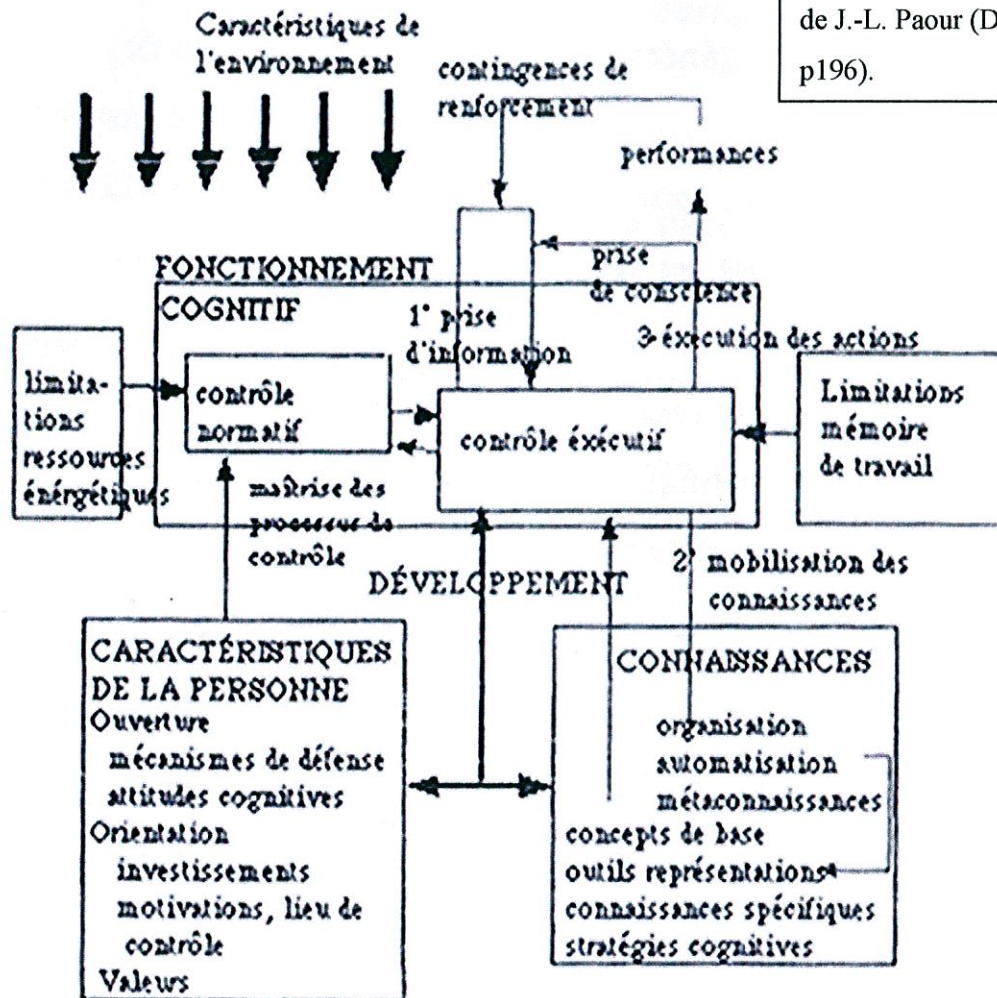 de J.-L. Paour (D
p196).
Caractéristiques de
l'environnement
contingences de
renforcement
performances
prise
de conscience
FONCTIONNEMENT
COGNITIF
1° prise
d'information
3-éxécution des actions
limita-
tions
ressources
énérgétiques
contrôle
normatif
contrôle éxécutif
Limitations
mémoire
de travail
maîtrise des
processus de
contrôle
DÉVELOPPEMENT
2° mobilisation des
connaissances
CARACTÉRISTIQUES
DE LA PERSONNE
Ouverture
mécanismes de défense
attitudes cognitives
Orientation
investissements
motivations, lieu de
contrôle
Valeurs
CONNAISSANCES
organisation
automatisation
métaconnaissances
concepts de base
outils représentations
connaissances spécifiques
stratégies cognitives